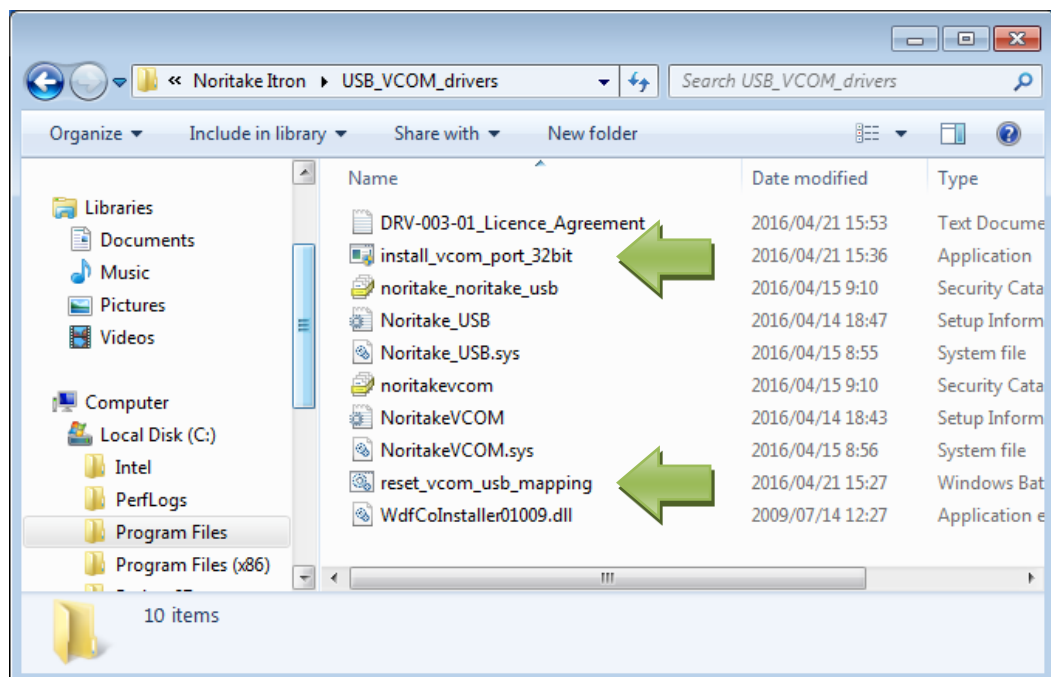 « Noritake Itron ▸ USB_VCOM_drivers Search USB_VCOM_drivers
Organize Include in library Share with New folder
Name Date modified Type
Libraries
Documents
Music
Pictures
Videos
Computer
Local Disk (C:)
Intel
PerfLogs
Program Files
Program Files (x86)
DRV-003-01_Licence_Agreement 2016/04/21 15:53 Text Docume
install_vcom_port_32bit 2016/04/21 15:36 Application
noritake_noritake_usb 2016/04/15 9:10 Security Cata
Noritake_USB 2016/04/14 18:47 Setup Inform
Noritake_USB.sys 2016/04/15 8:55 System file
noritakevcom 2016/04/15 9:10 Security Cata
NoritakeVCOM 2016/04/14 18:43 Setup Inform
NoritakeVCOM.sys 2016/04/15 8:56 System file
reset_vcom_usb_mapping 2016/04/21 15:27 Windows Bat
WdfCoInstaller01009.dll 2009/07/14 12:27 Application e
10 items